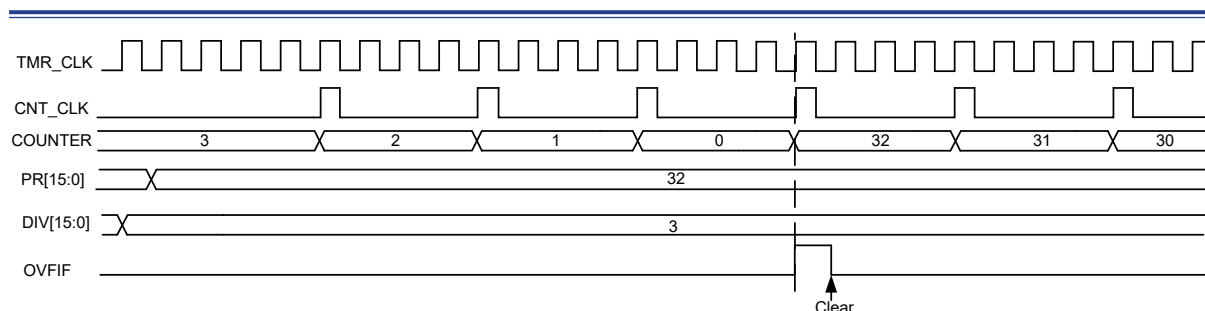 TMR_CLK
CNT_CLK
COUNTER 3 2 1 0 32 31 30
PR[15:0] 32
DIV[15:0] 3
OVFIF
Clear